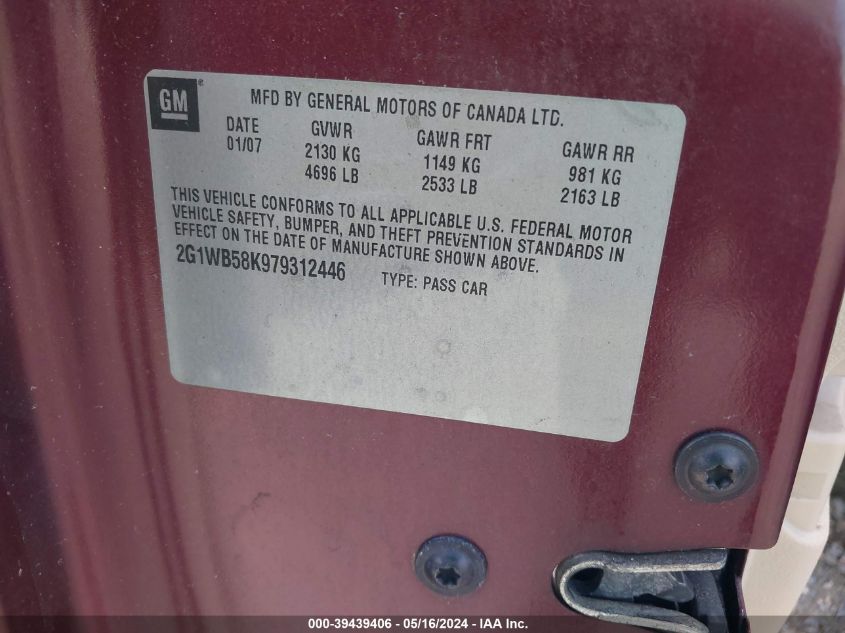 GM ® MFD BY GENERAL MOTORS OF CANADA LTD.
DATE GVWR GAWR FRT GAWR RR
01/07 2130 KG 1149 KG 981 KG
4696 LB 2533 LB 2163 LB
THIS VEHICLE CONFORMS TO ALL APPLICABLE U.S. FEDERAL MOTOR
VEHICLE SAFETY, BUMPER, AND THEFT PREVENTION STANDARDS IN
EFFECT ON THE DATE OF MANUFACTURE SHOWN ABOVE.
2G1WB58K979312446 TYPE: PASS CAR
000-39439406 - 05/16/2024 - IAA Inc.